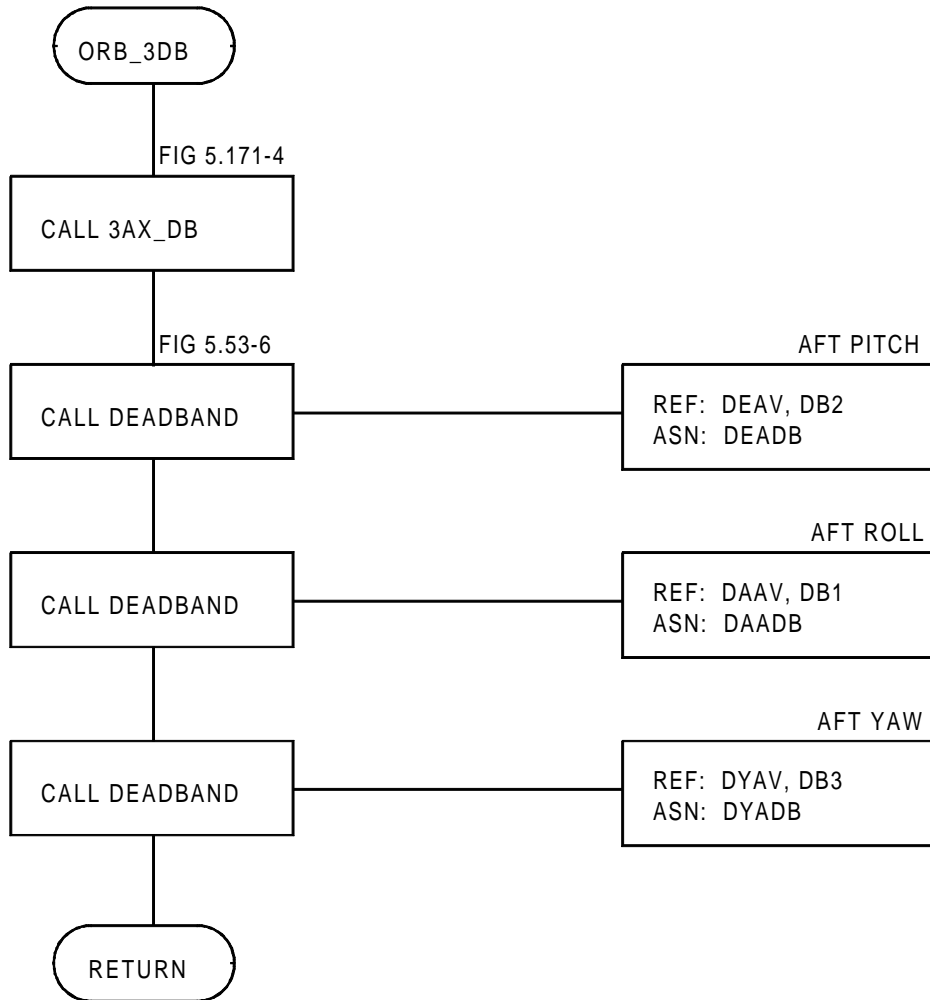 ORB_3DB
FIG 5.171-4
CALL 3AX_DB
FIG 5.53-6
AFT PITCH
CALL DEADBAND
REF: DEAV, DB2
ASN: DEADB
AFT ROLL
CALL DEADBAND
REF: DAAV, DB1
ASN: DAADB
AFT YAW
CALL DEADBAND
REF: DYAV, DB3
ASN: DYADB
RETURN